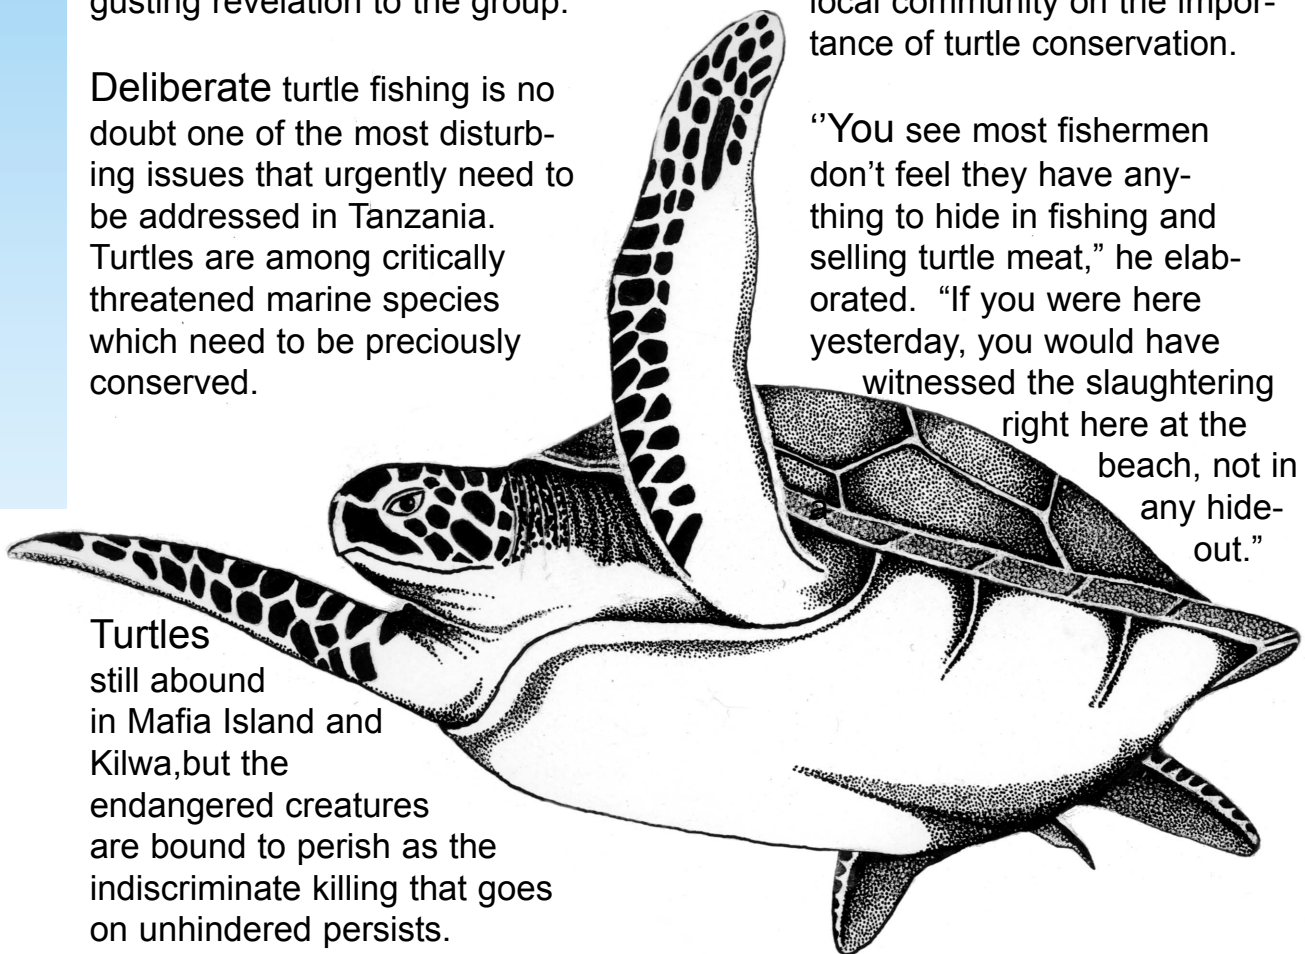 gusting revelation to the group.
Deliberate turtle fishing is no
doubt one of the most disturb-
ing issues that urgently need to
be addressed in Tanzania.
Turtles are among critically
threatened marine species
which need to be preciously
conserved.
Turtles
still abound
in Mafia Island and
Kilwa,but the
endangered creatures
are bound to perish as the
indiscriminate killing that goes
on unhindered persists.
local community on the impor-
tance of turtle conservation.
‘’You see most fishermen
don’t feel they have any-
thing to hide in fishing and
selling turtle meat,” he elab-
orated.  “If you were here
yesterday, you would have
witnessed the slaughtering
right here at the
beach, not in
a any hide-
out.”